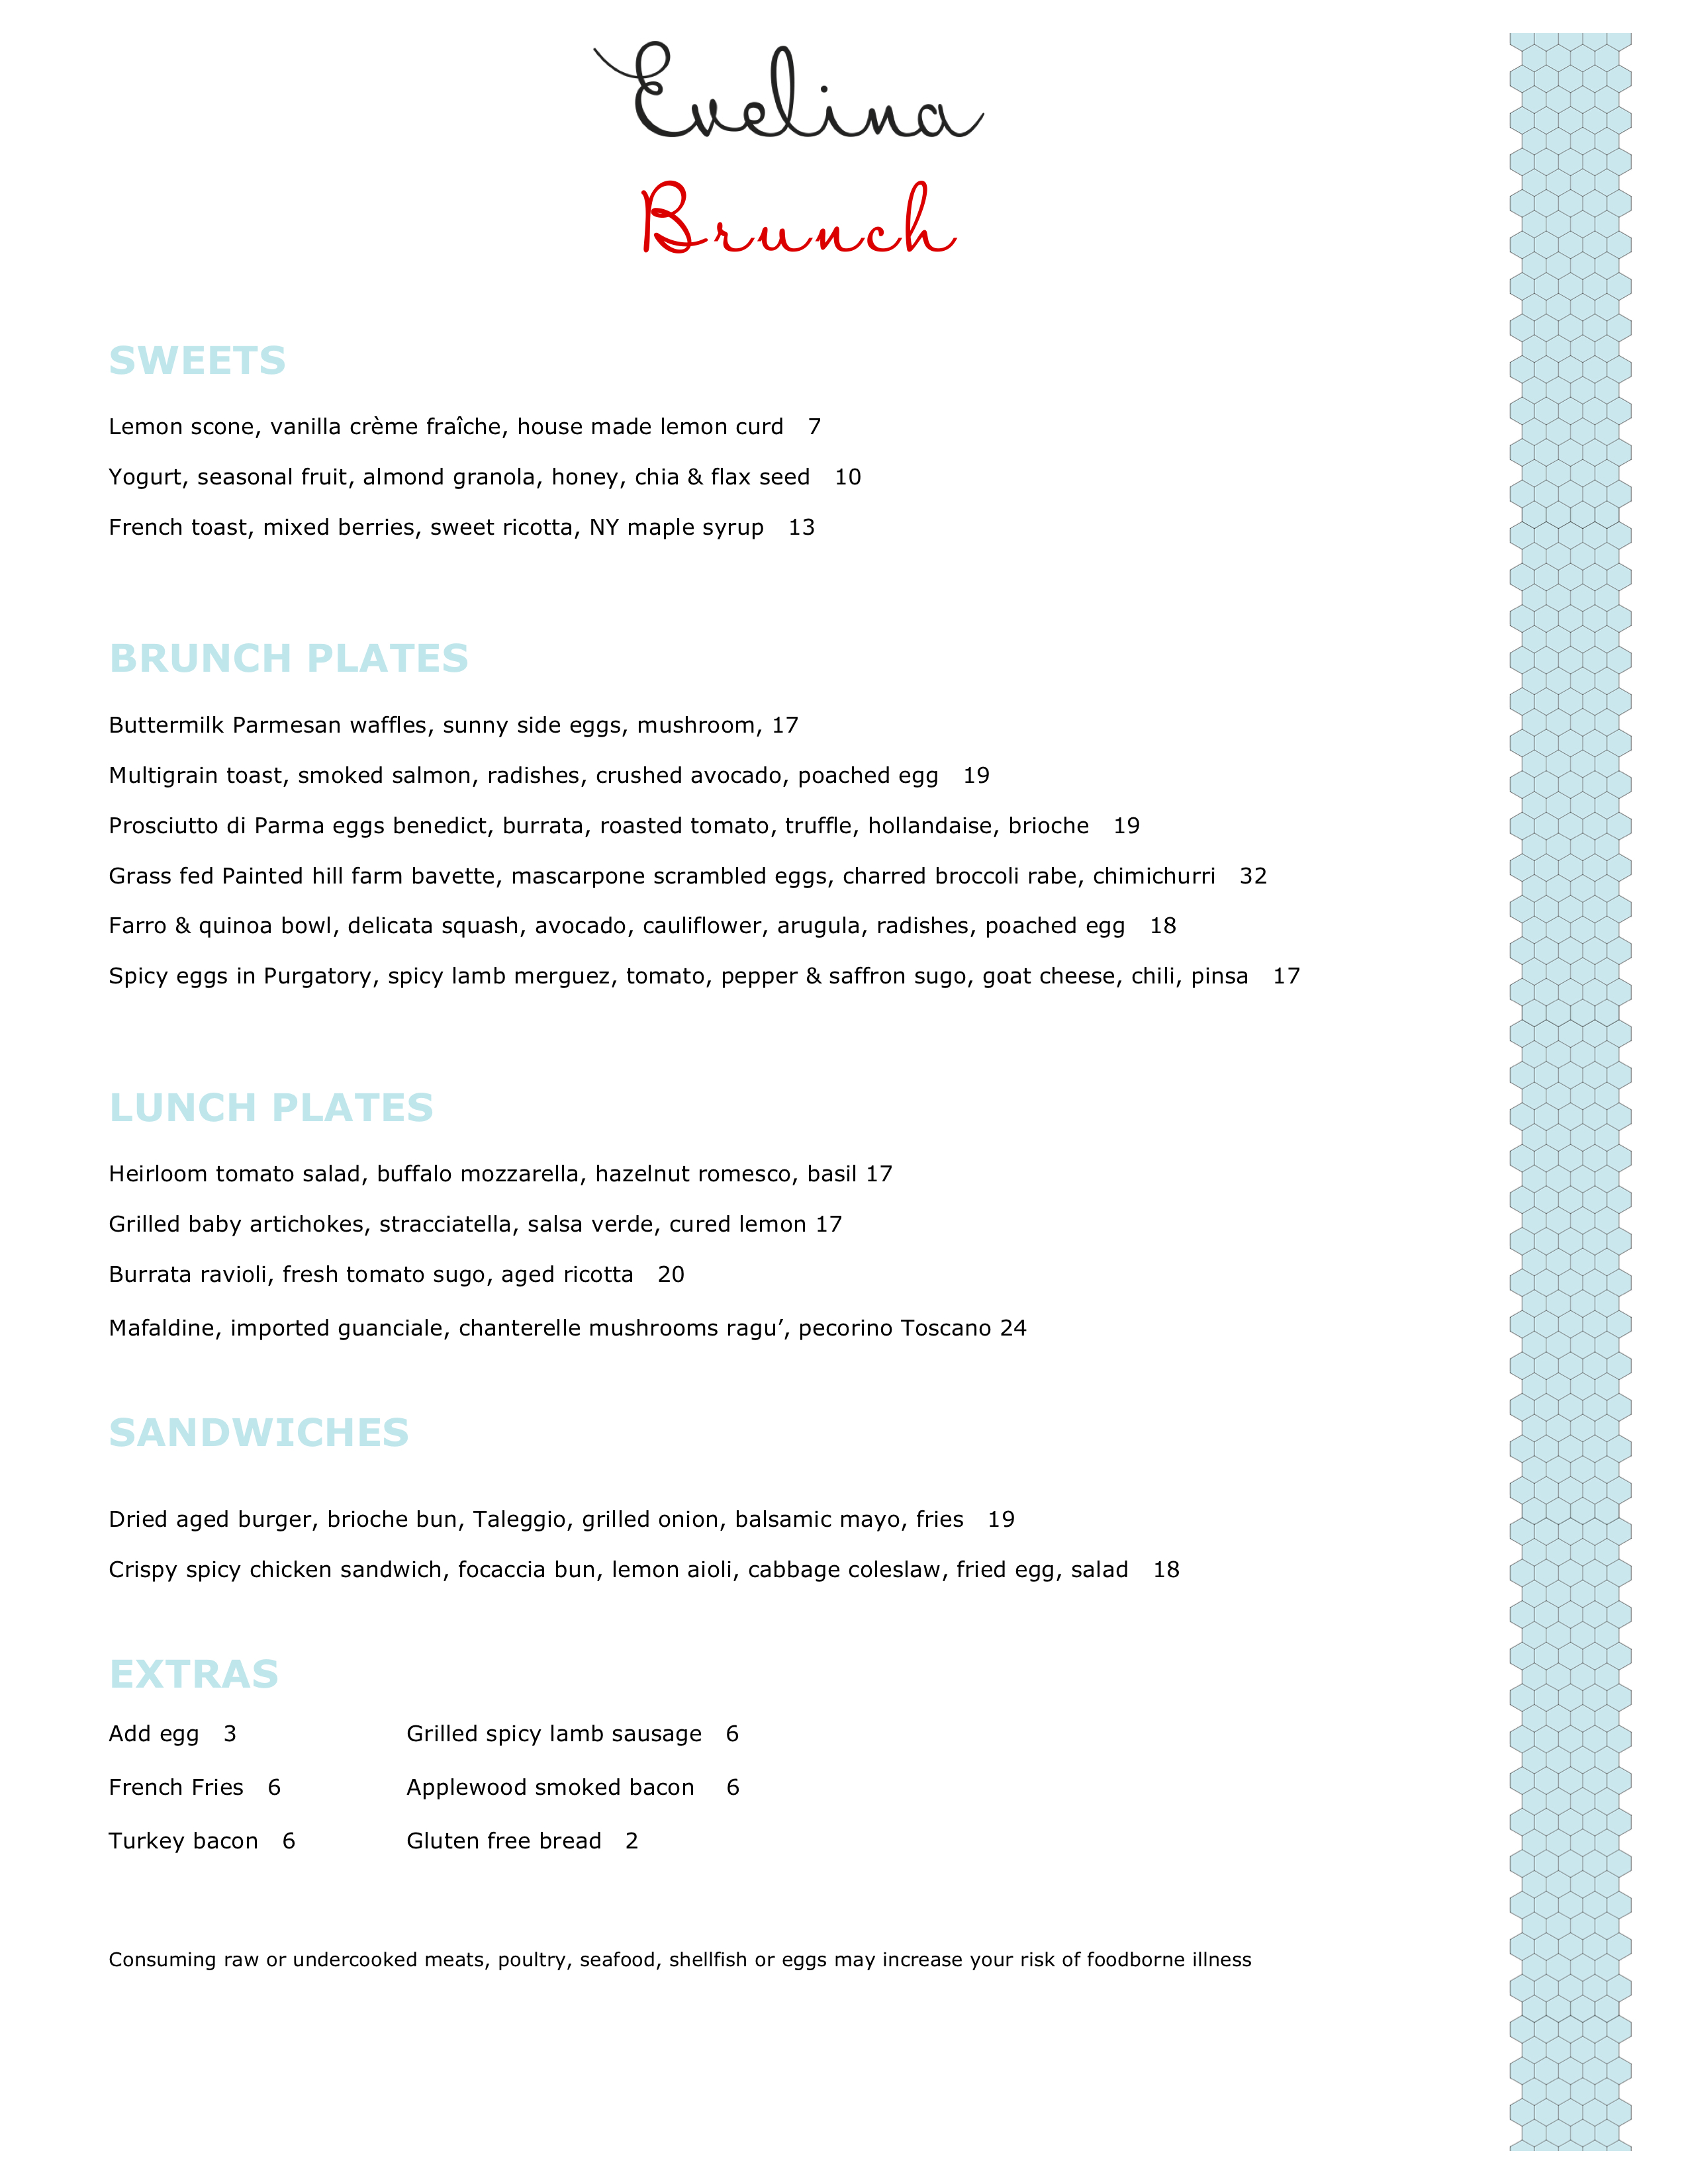 Evelina
Brunch
SWEETS
Lemon scone, vanilla crème fraîche, house made lemon curd 7
Yogurt, seasonal fruit, almond granola, honey, chia & flax seed 10
French toast, mixed berries, sweet ricotta, NY maple syrup 13
BRUNCH PLATES
Buttermilk Parmesan waffles, sunny side eggs, mushroom, 17
Multigrain toast, smoked salmon, radishes, crushed avocado, poached egg 19
Prosciutto di Parma eggs benedict, burrata, roasted tomato, truffle, hollandaise, brioche 19
Grass fed Painted hill farm bavette, mascarpone scrambled eggs, charred broccoli rabe, chimichurri 32
Farro & quinoa bowl, delicata squash, avocado, cauliflower, arugula, radishes, poached egg 18
Spicy eggs in Purgatory, spicy lamb merguez, tomato, pepper & saffron sugo, goat cheese, chili, pinsa 17
LUNCH PLATES
Heirloom tomato salad, buffalo mozzarella, hazelnut romesco, basil 17
Grilled baby artichokes, stracciatella, salsa verde, cured lemon 17
Burrata ravioli, fresh tomato sugo, aged ricotta 20
Mafaldine, imported guanciale, chanterelle mushrooms ragu’, pecorino Toscano 24
SANDWICHES
Dried aged burger, brioche bun, Taleggio, grilled onion, balsamic mayo, fries 19
Crispy spicy chicken sandwich, focaccia bun, lemon aioli, cabbage coleslaw, fried egg, salad 18
EXTRAS
Add egg 3 Grilled spicy lamb sausage 6
French Fries 6 Applewood smoked bacon 6
Turkey bacon 6 Gluten free bread 2
Consuming raw or undercooked meats, poultry, seafood, shellfish or eggs may increase your risk of foodborne illness